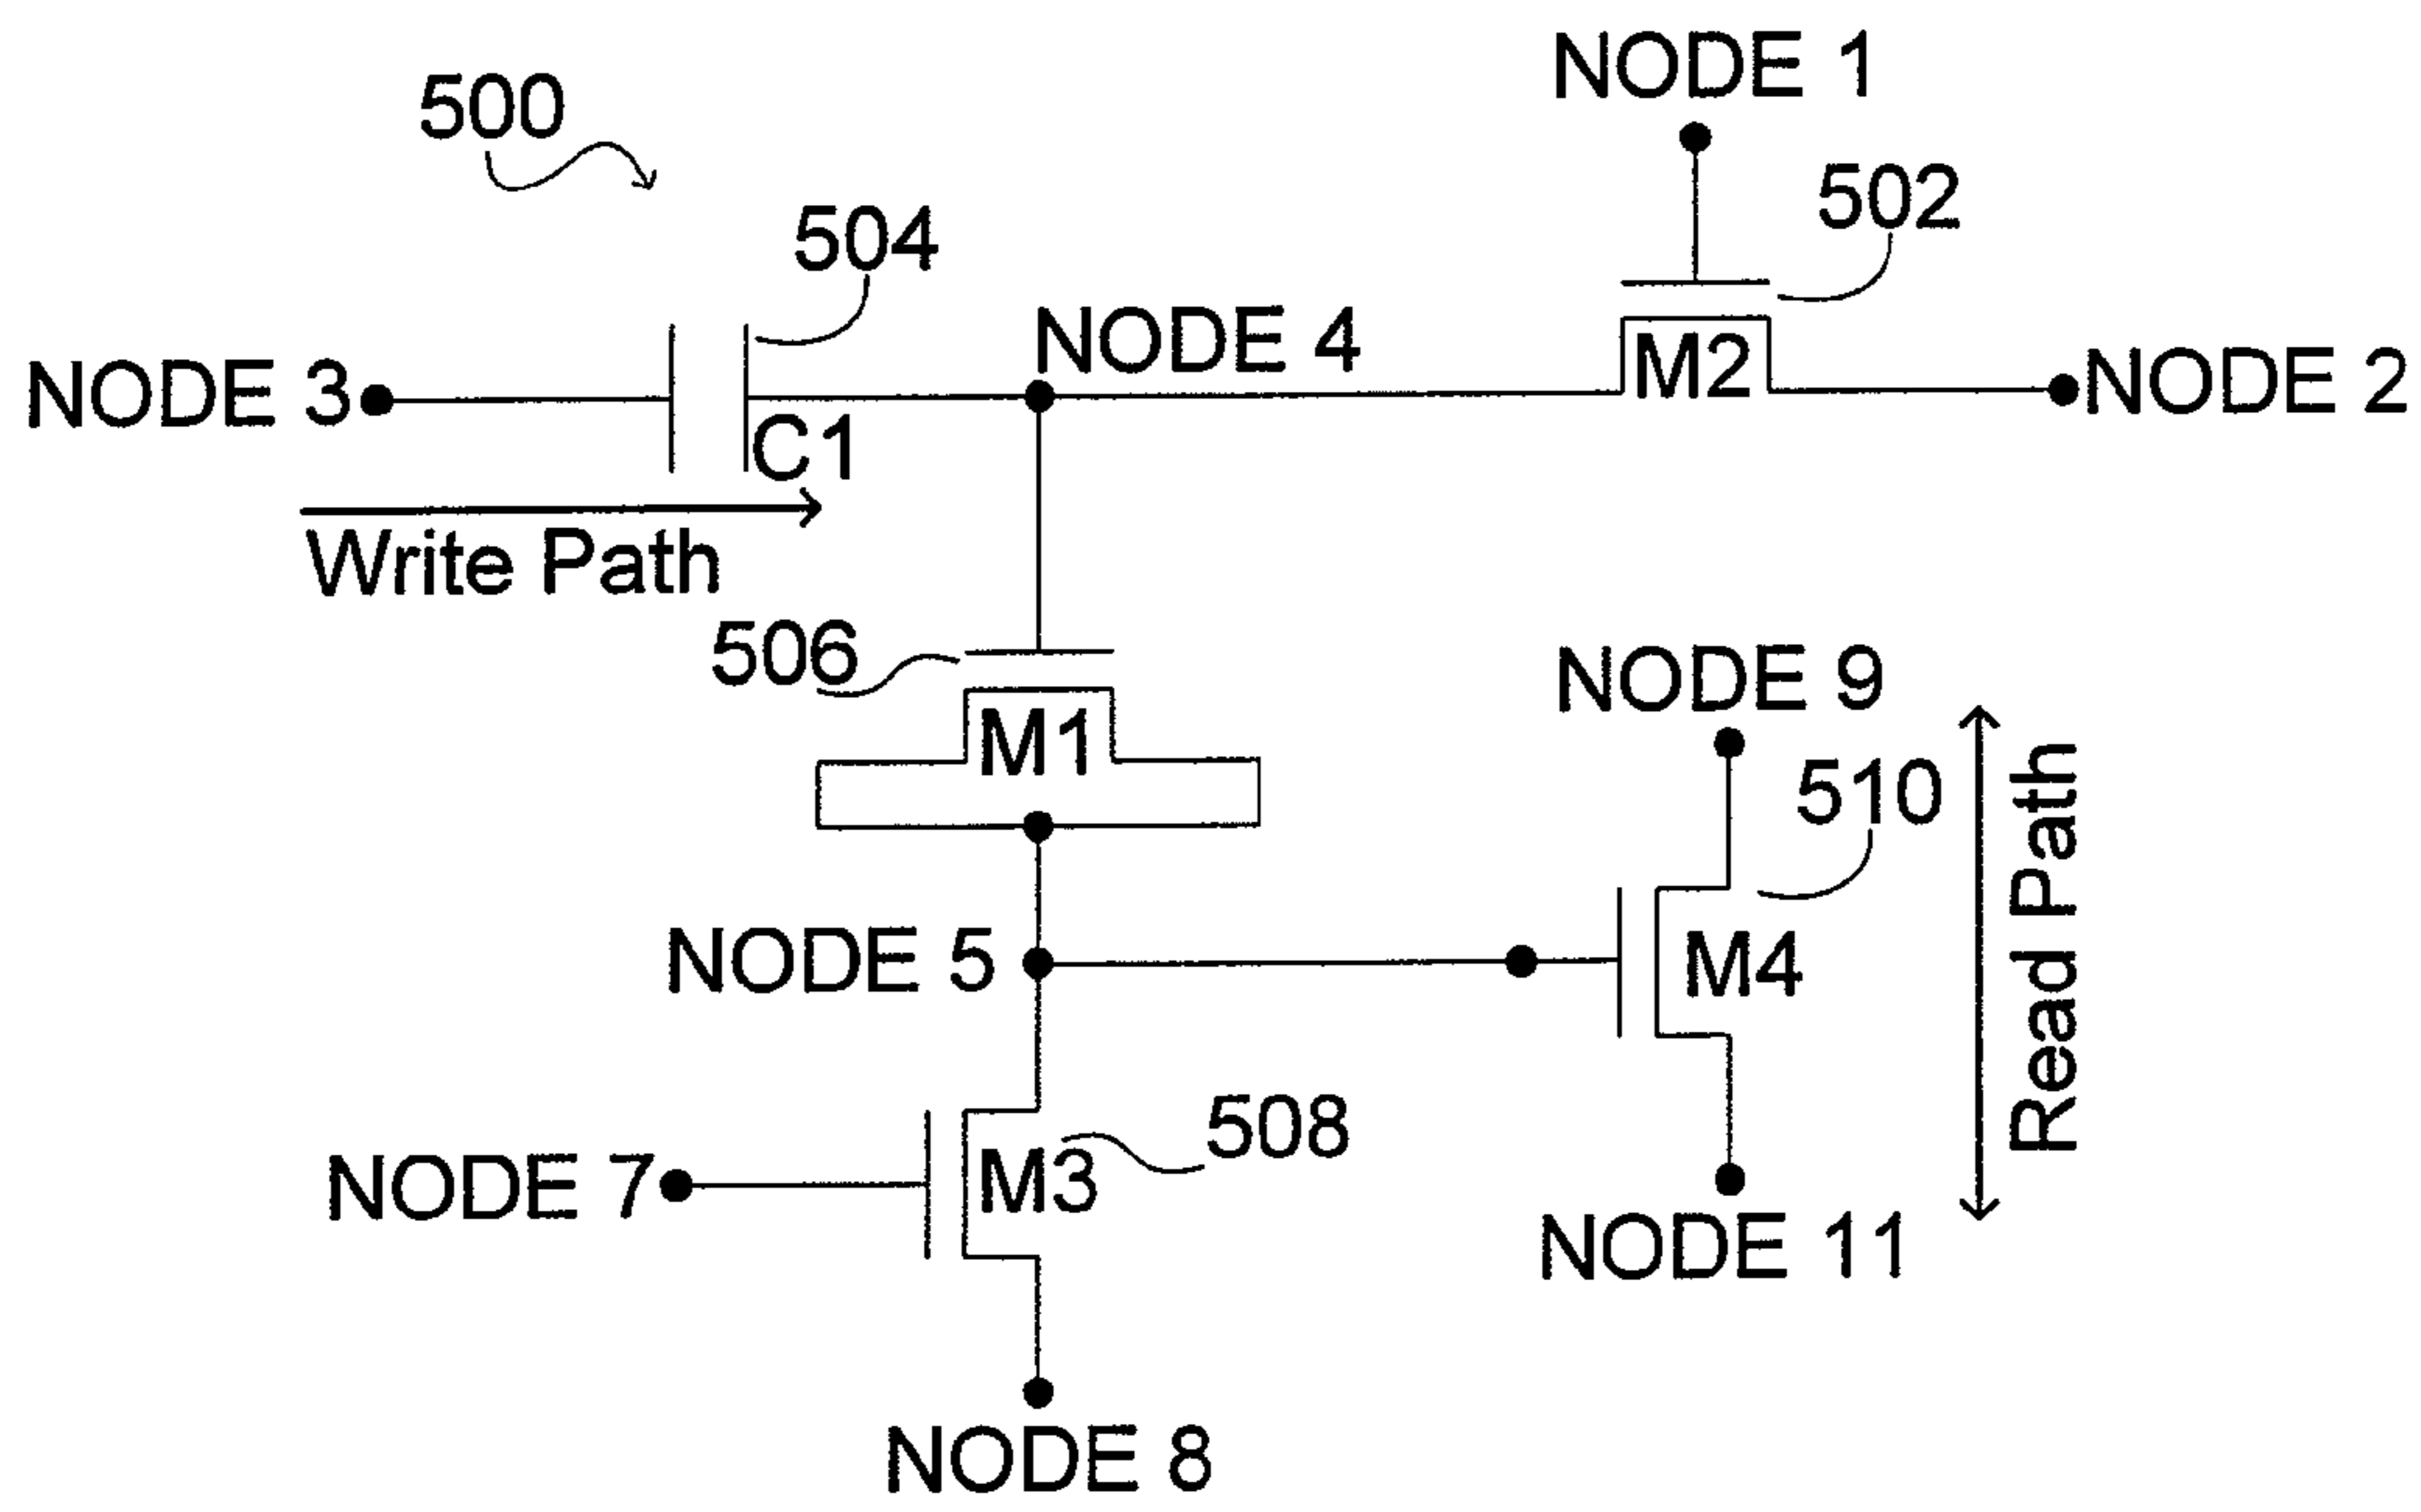 NODE 1
500
502
504
NODE 4
NODE 3
M2
NODE 2
C1
Write Path
506
NODE 9
M1
510
Read Path
NODE 5
M4
508
NODE 7
M3
NODE 11
NODE 8